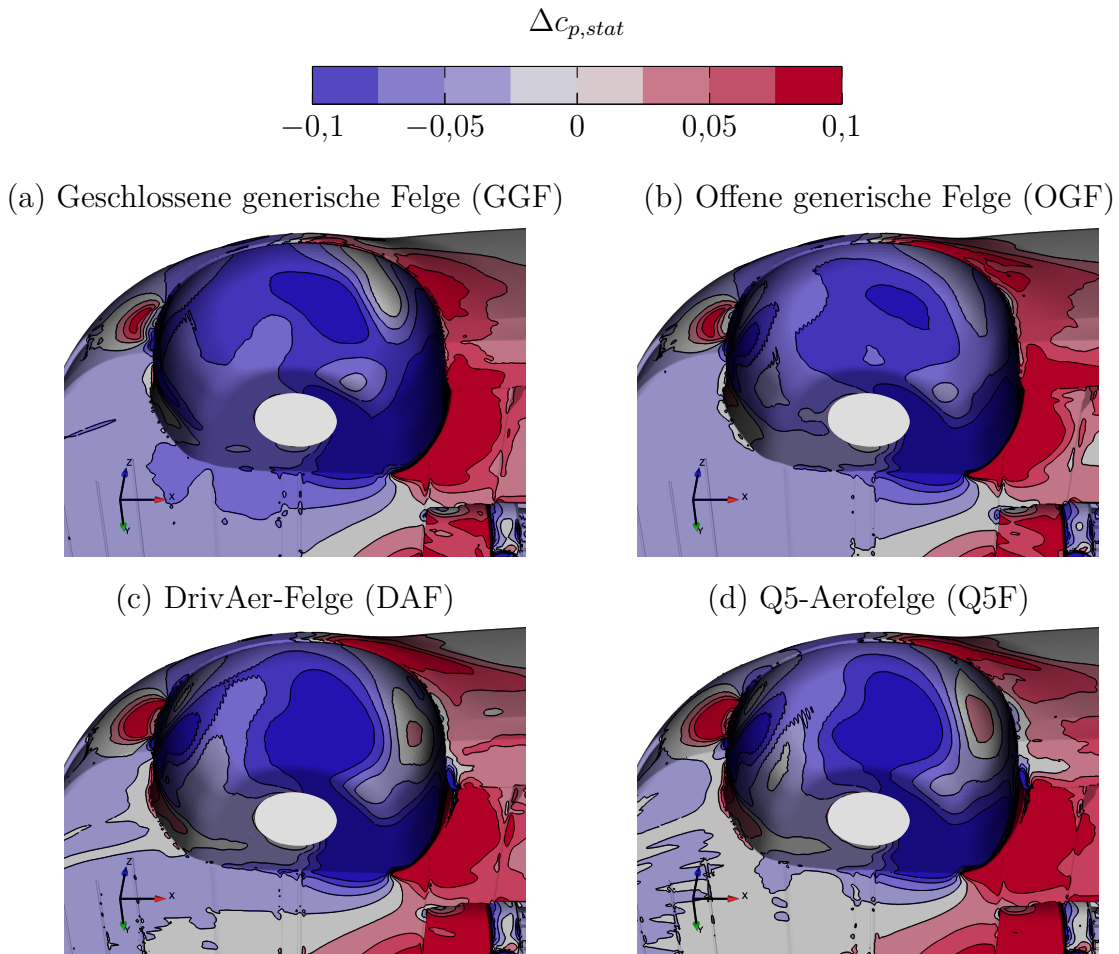 Δc_{p,stat}
−0,1 −0,05 0 0,05 0,1
(a) Geschlossene generische Felge (GGF) (b) Offene generische Felge (OGF)
Z X Y Z X Y
(c) DrivAer-Felge (DAF) (d) Q5-Aerofelge (Q5F)
Z X Y Z X Y